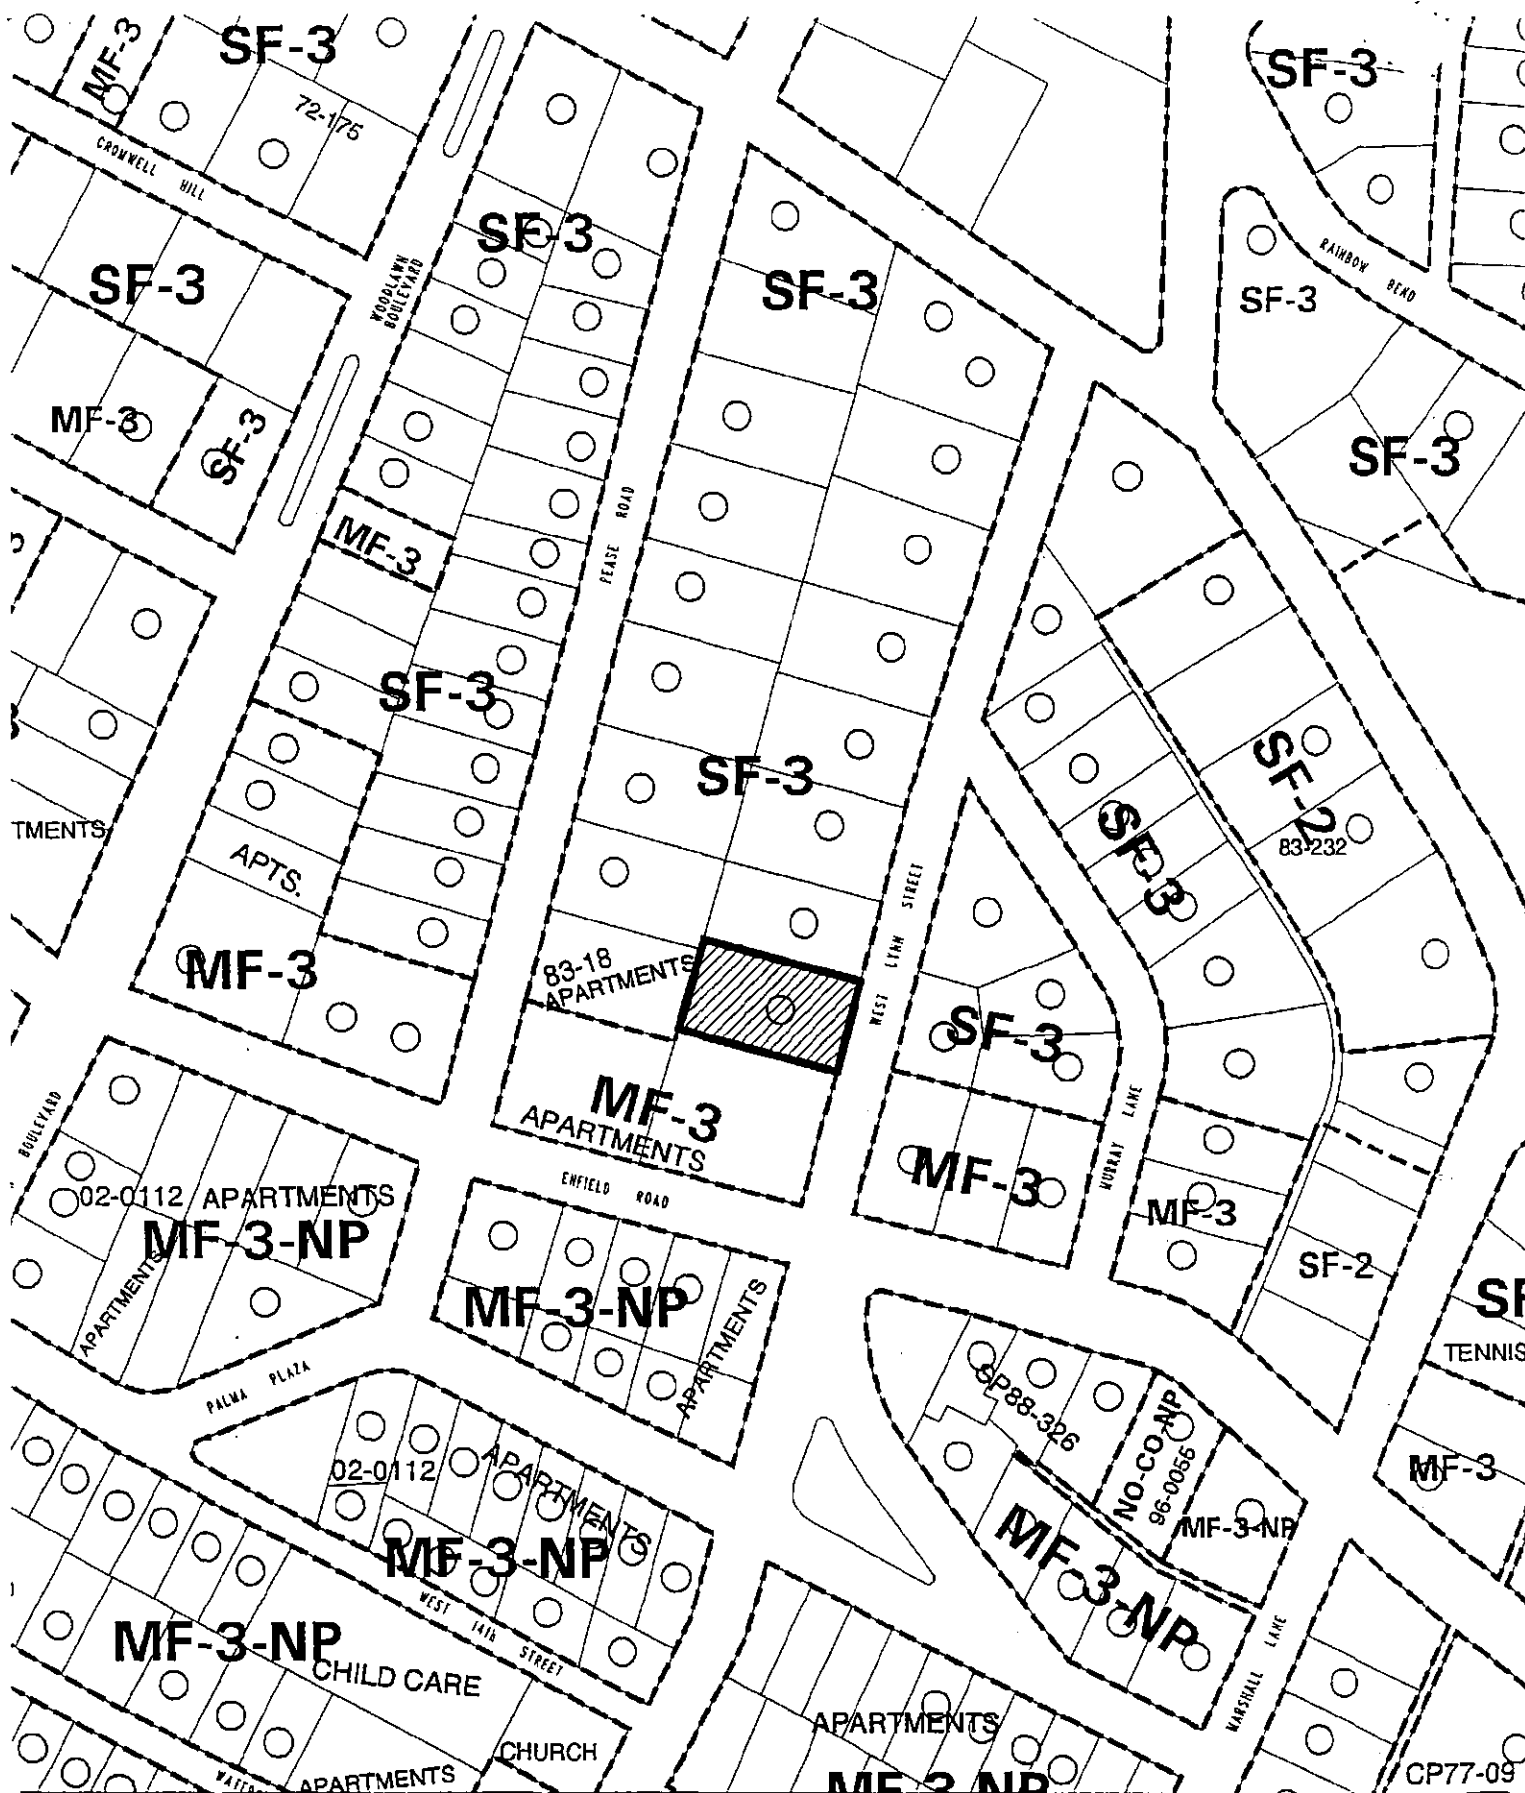 MF-3
SF-3
SF-3
72-175
CROMWELL HILL
SF-3
SF-3
WOODLAWN
BOULEVARD
SF-3
RAINBOW BEND
SF-3
MF-3
SF-3
SF-3
PEASE ROAD
MF-3
SF-3
SF-3
SF-2
83-232
SF-3
TMENTS
APTS.
WEST LYNN STREET
MF-3
83-18
APARTMENTS
SF-3
MF-3
APARTMENTS
MURRAY LANE
BOULEVARD
ENFIELD ROAD
MF-3
MF-3
02-0112 APARTMENTS
MF-3-NP
APARTMENTS
SF-2
MF-3-NP
APARTMENTS
SF
TENNIS
PALMA PLAZA
SP88-326
NO-CO-NP
96-0055
MF-3-NP
MF-3
02-0112
APARTMENTS
MF-3-NP
MF-3-NP
WEST 14th STREET
MF-3-NP
CHILD CARE
MARSHALL LANE
APARTMENTS
CHURCH
APARTMENTS
MF-3-NP
CP77-09